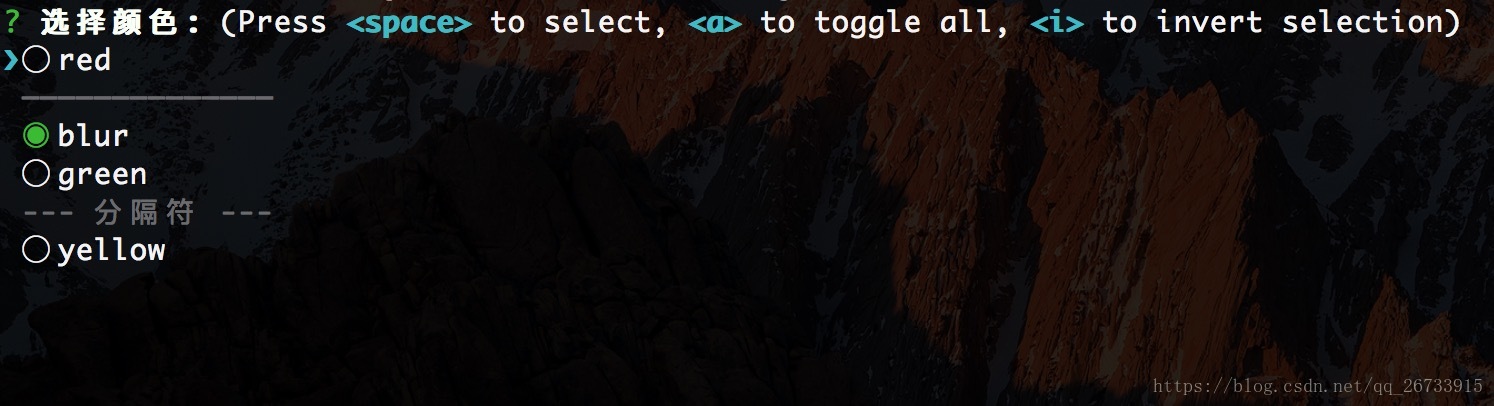 ? 选择颜色：(Press <space> to select, <a> to toggle all, <i> to invert selection)
❯◯ red
──────────────
◉ blur
◯ green
--- 分隔符 ---
◯ yellow
https://blog.csdn.net/qq_26733915